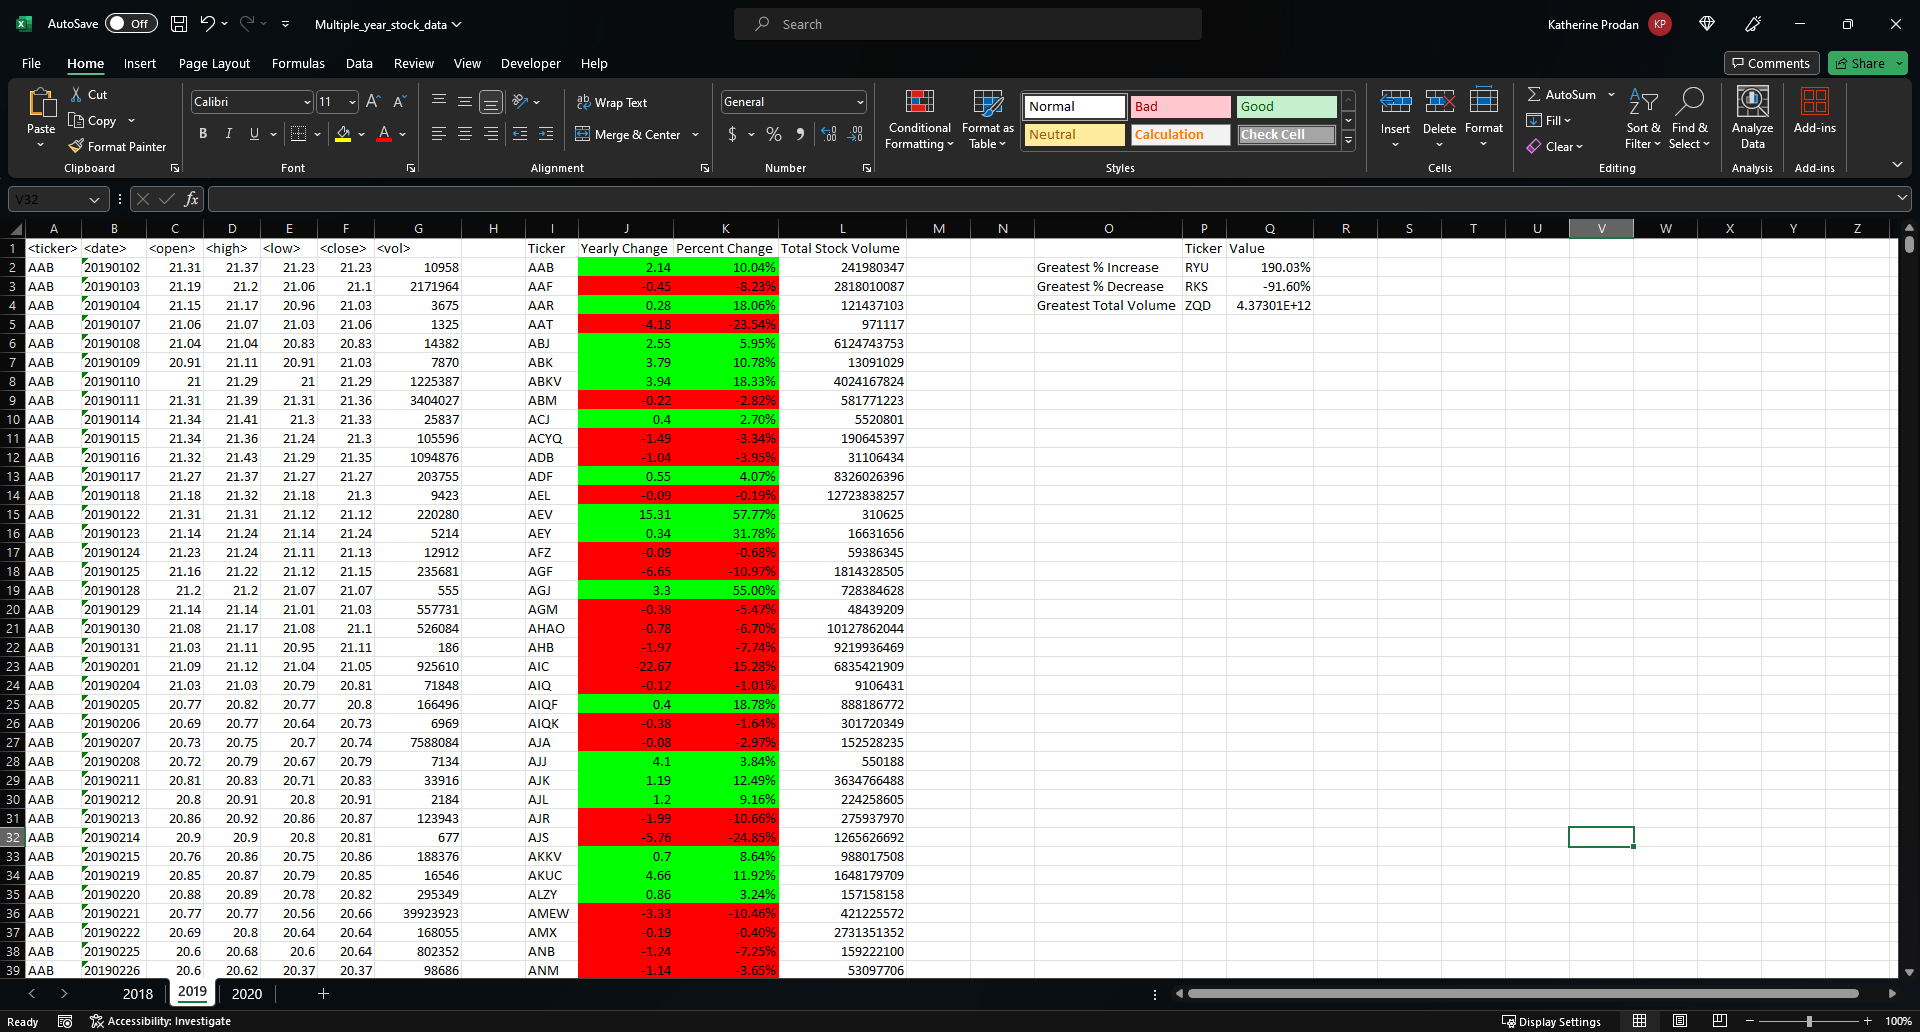 AutoSave Off Multiple_year_stock_data Search Katherine Prodan KP
File Home Insert Page Layout Formulas Data Review View Developer Help Comments Share
Paste Cut Copy Format Painter Clipboard
Calibri 11 B I U A Font
Wrap Text Merge & Center Alignment
General $ % Number
Conditional Formatting Format as Table Normal Bad Good Neutral Calculation Check Cell Styles
Insert Delete Format Cells
AutoSum Fill Clear Sort & Filter Find & Select Editing
Analyze Data Analysis Add-ins Add-ins
V32 fx
A B C D E F G H I J K L M N O P Q R S T U V W X Y Z
1 <ticker> <date> <open> <high> <low> <close> <vol> Ticker Yearly Change Percent Change Total Stock Volume Ticker Value
2 AAB 20190102 21.31 21.37 21.23 21.23 10958 AAB 2.14 10.04% 241980347 Greatest % Increase RYU 190.03%
3 AAB 20190103 21.19 21.2 21.06 21.1 2171964 AAF -0.45 -8.23% 2818010087 Greatest % Decrease RKS -91.60%
4 AAB 20190104 21.15 21.17 20.96 21.03 3675 AAR 0.28 18.06% 121437103 Greatest Total Volume ZQD 4.37301E+12
5 AAB 20190107 21.06 21.07 21.03 21.06 1325 AAT -4.18 -23.54% 971117
6 AAB 20190108 21.04 21.04 20.83 20.83 14382 ABJ 2.55 5.95% 6124743753
7 AAB 20190109 20.91 21.11 20.91 21.03 7870 ABK 3.79 10.78% 13091029
8 AAB 20190110 21 21.29 21 21.29 1225387 ABKV 3.94 18.33% 4024167824
9 AAB 20190111 21.31 21.39 21.31 21.36 3404027 ABM -0.22 -2.82% 581771223
10 AAB 20190114 21.34 21.41 21.3 21.33 25837 ACJ 0.4 2.70% 5520801
11 AAB 20190115 21.34 21.36 21.24 21.3 105596 ACYQ -1.49 -3.34% 190645397
12 AAB 20190116 21.32 21.43 21.29 21.35 1094876 ADB -1.04 -3.95% 31106434
13 AAB 20190117 21.27 21.37 21.27 21.27 203755 ADF 0.55 4.07% 8326026396
14 AAB 20190118 21.18 21.32 21.18 21.3 9423 AEL -0.09 -0.19% 12723838257
15 AAB 20190122 21.31 21.31 21.12 21.12 220280 AEV 15.31 57.77% 310625
16 AAB 20190123 21.14 21.24 21.14 21.24 5214 AEY 0.34 31.78% 16631656
17 AAB 20190124 21.23 21.24 21.11 21.13 12912 AFZ -0.09 -0.68% 59386345
18 AAB 20190125 21.16 21.22 21.12 21.15 235681 AGF -6.65 -10.97% 1814328505
19 AAB 20190128 21.2 21.2 21.07 21.07 555 AGJ 3.3 55.00% 728384628
20 AAB 20190129 21.14 21.14 21.01 21.03 557731 AGM -0.38 -5.47% 48439209
21 AAB 20190130 21.08 21.17 21.08 21.1 526084 AHAO -0.78 -6.70% 10127862044
22 AAB 20190131 21.03 21.11 20.95 21.11 186 AHB -1.97 -7.74% 9219936469
23 AAB 20190201 21.09 21.12 21.04 21.05 925610 AIC -22.67 -15.28% 6835421909
24 AAB 20190204 21.03 21.03 20.79 20.81 71848 AIQ -0.12 -1.01% 9106431
25 AAB 20190205 20.77 20.82 20.77 20.8 166496 AIQF 0.4 18.78% 888186772
26 AAB 20190206 20.69 20.77 20.64 20.73 6969 AIQK -0.38 -1.64% 301720349
27 AAB 20190207 20.73 20.75 20.7 20.74 7588084 AJA -0.08 -2.97% 152528235
28 AAB 20190208 20.72 20.79 20.67 20.79 7134 AJJ 4.1 3.84% 550188
29 AAB 20190211 20.81 20.83 20.71 20.83 33916 AJK 1.19 12.49% 3634766488
30 AAB 20190212 20.8 20.91 20.8 20.91 2184 AJL 1.2 9.16% 224258605
31 AAB 20190213 20.86 20.92 20.86 20.87 123943 AJR -1.99 -10.66% 275937970
32 AAB 20190214 20.9 20.9 20.8 20.81 677 AJS -5.76 -24.85% 1265626692
33 AAB 20190215 20.76 20.86 20.75 20.86 188376 AKKV 0.7 8.64% 988017508
34 AAB 20190219 20.85 20.87 20.79 20.85 16546 AKUC 4.66 11.92% 1648179709
35 AAB 20190220 20.88 20.89 20.78 20.82 295349 ALZY 0.86 3.24% 157158158
36 AAB 20190221 20.77 20.77 20.56 20.66 39923923 AMEW -3.33 -10.46% 421225572
37 AAB 20190222 20.69 20.8 20.64 20.64 168055 AMX -0.19 -0.40% 2731351352
38 AAB 20190225 20.6 20.68 20.6 20.64 802352 ANB -1.24 -7.25% 159222100
39 AAB 20190226 20.6 20.62 20.37 20.37 98686 ANM -1.14 -3.65% 53097706
2018 2019 2020
Ready Accessibility: Investigate Display Settings 100%